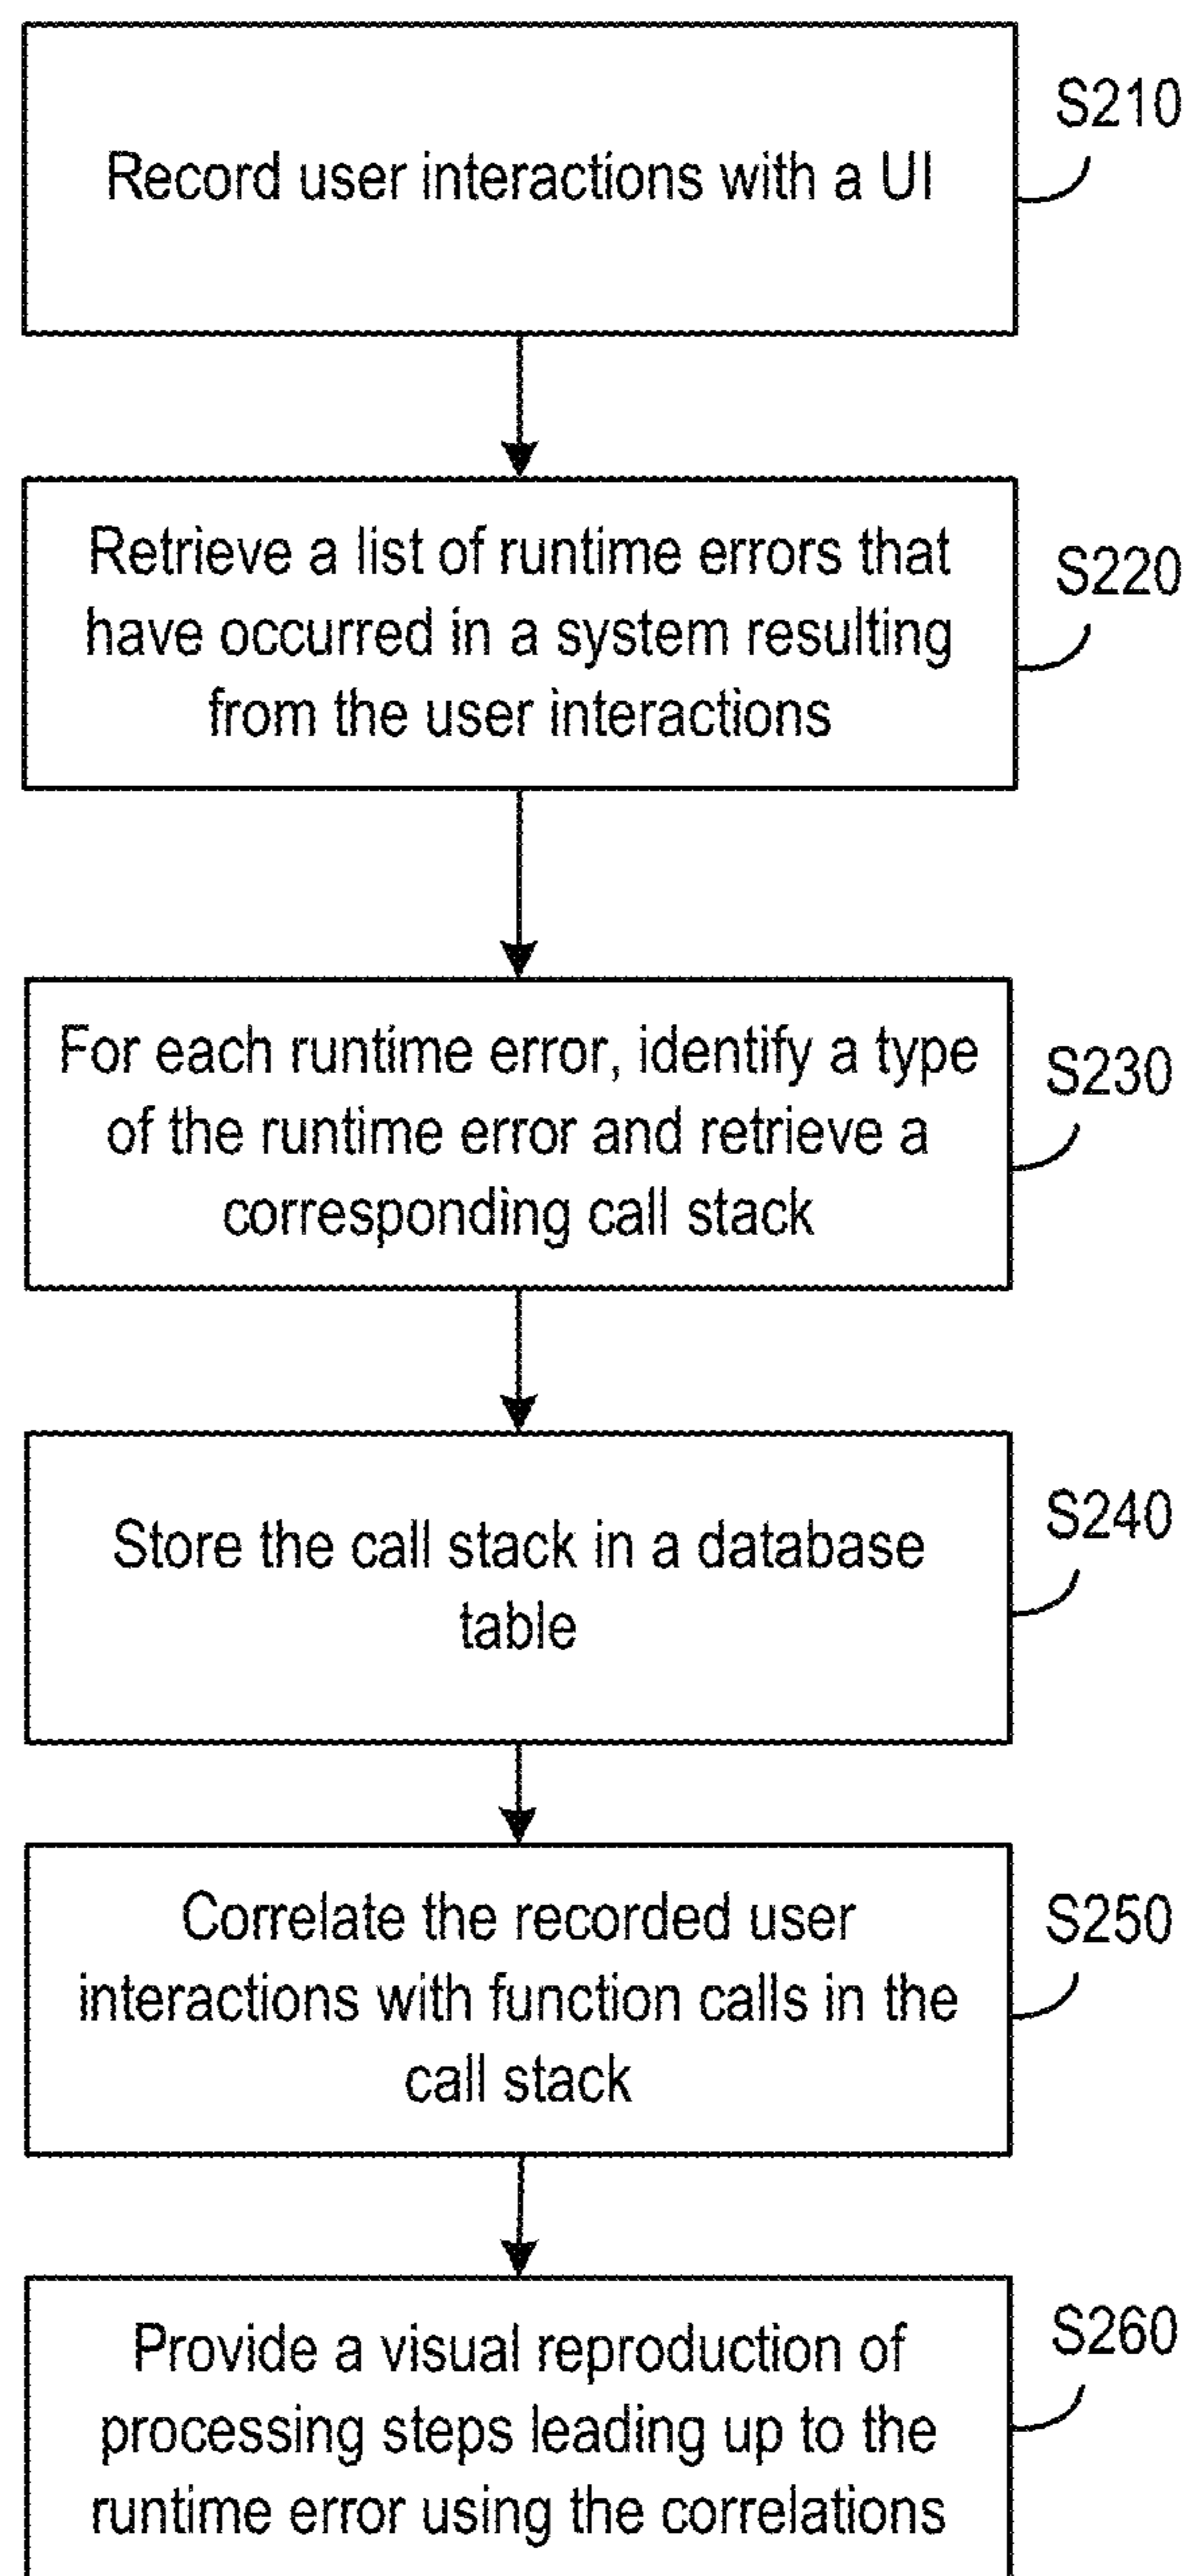 Record user interactions with a UI
S210
Retrieve a list of runtime errors that
have occurred in a system resulting
from the user interactions
S220
For each runtime error, identify a type
of the runtime error and retrieve a
corresponding call stack
S230
Store the call stack in a database
table
S240
Correlate the recorded user
interactions with function calls in the
call stack
S250
Provide a visual reproduction of
processing steps leading up to the
runtime error using the correlations
S260